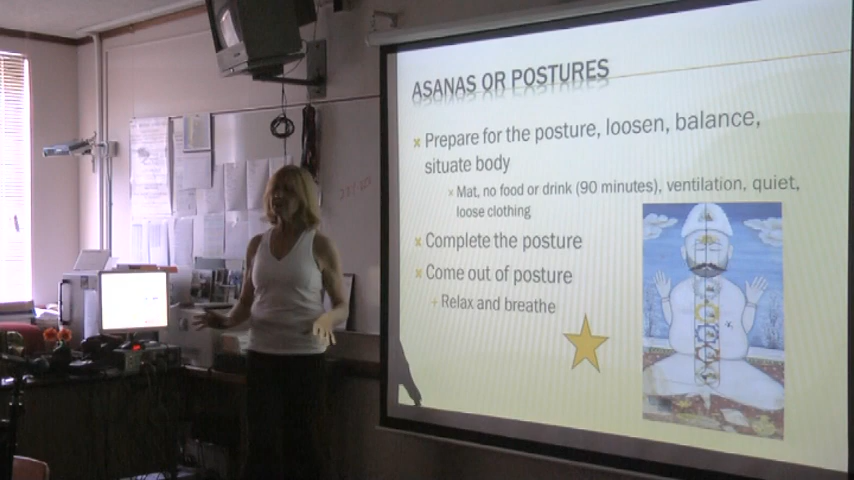 ASANAS OR POSTURES
Prepare for the posture, loosen, balance,
situate body
Mat, no food or drink (90 minutes), ventilation, quiet,
loose clothing
Complete the posture
Come out of posture
Relax and breathe